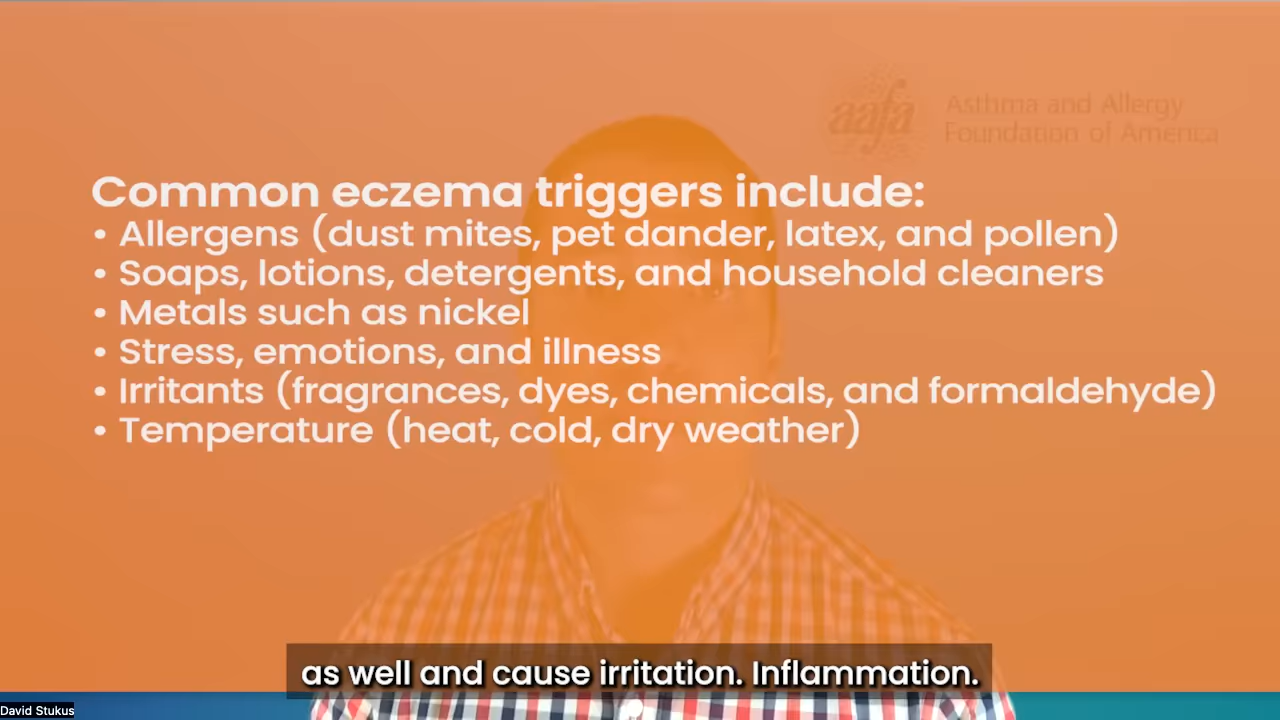 aafa
Asthma and Allergy
Foundation of America
Common eczema triggers include:
• Allergens (dust mites, pet dander, latex, and pollen)
• Soaps, lotions, detergents, and household cleaners
• Metals such as nickel
• Stress, emotions, and illness
• Irritants (fragrances, dyes, chemicals, and formaldehyde)
• Temperature (heat, cold, dry weather)
as well and cause irritation. Inflammation.
David Stukus